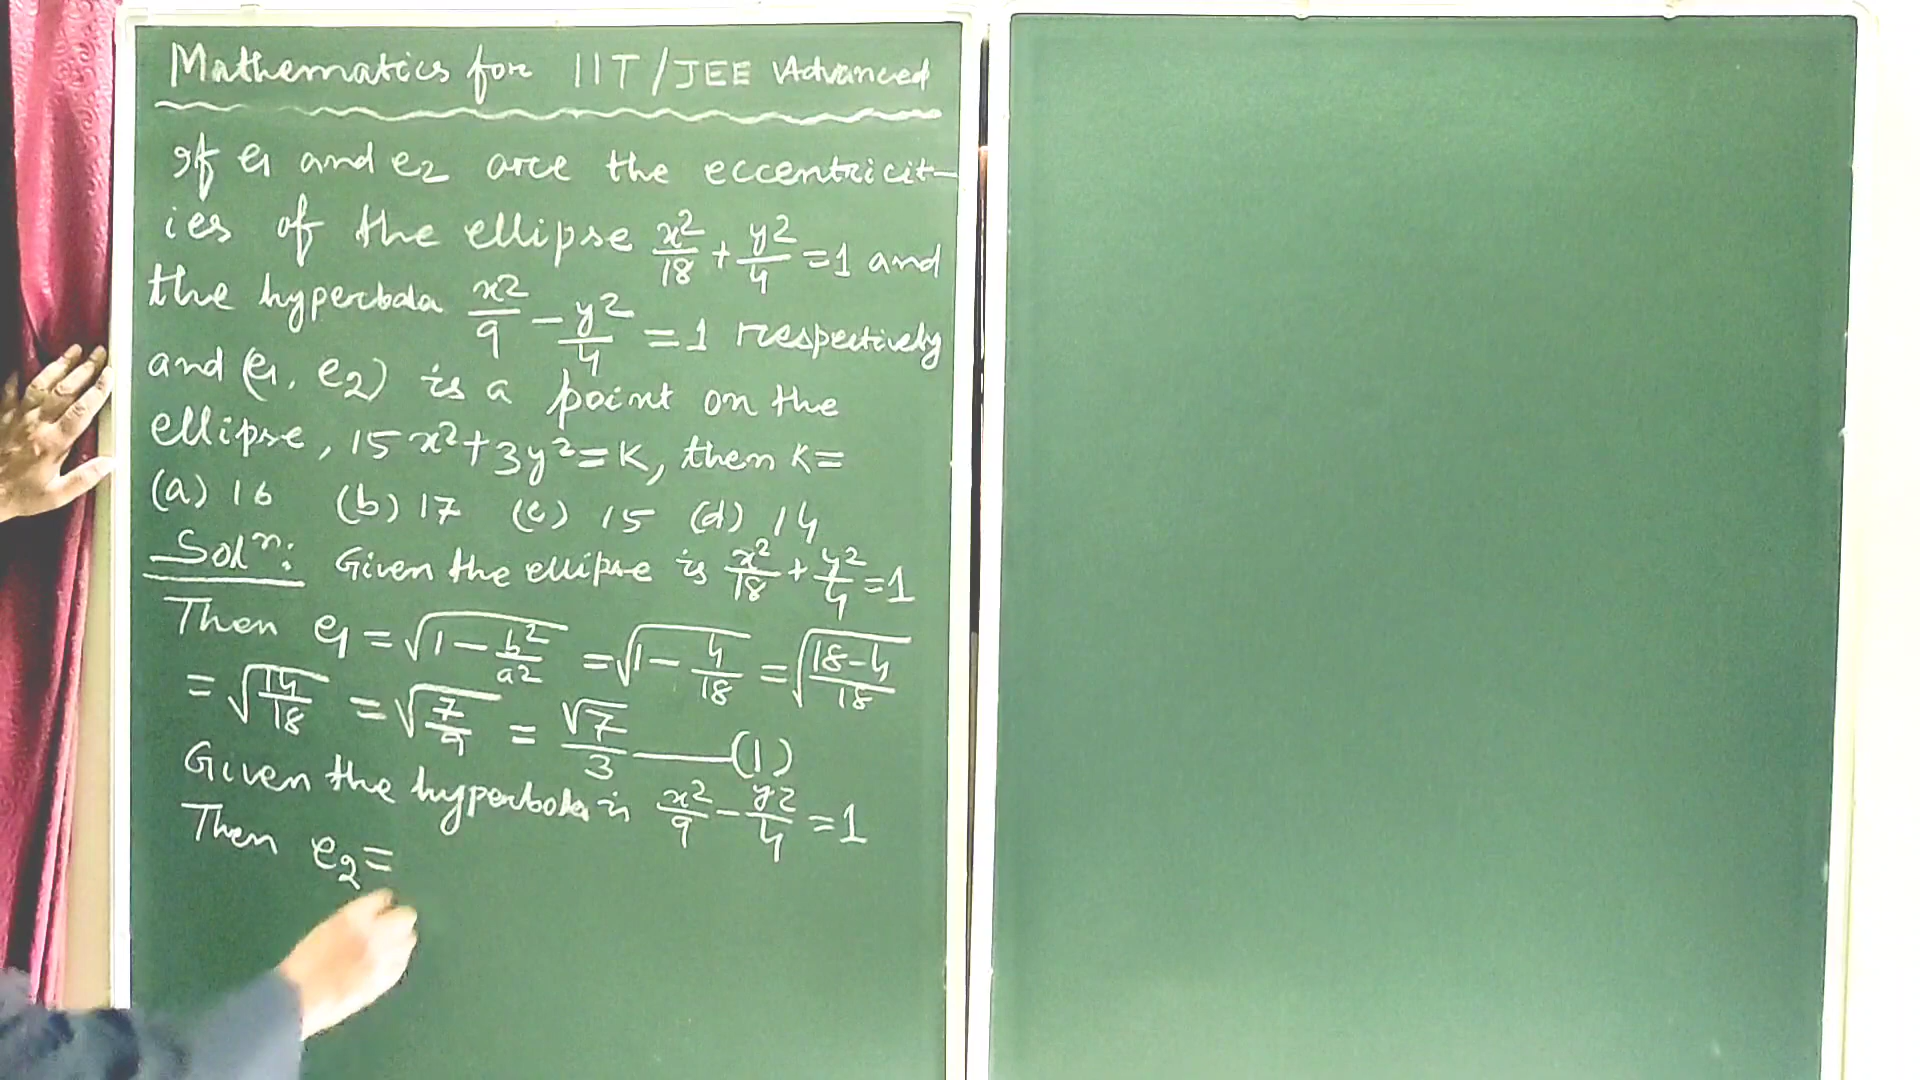 Mathematics for IIT/JEE Advanced
If e1 and e2 are the eccentricit-
ies of the ellipse x²/18 + y²/4 = 1 and
the hyperbola x²/9 - y²/4 = 1 respectively
and (e1, e2) is a point on the
ellipse, 15x²+3y²=K, then K=
(a) 16 (b) 17 (c) 15 (d) 14
Solⁿ: Given the ellipse is x²/18 + y²/4 = 1
Then e1 = √(1 - b²/a²) = √(1 - 4/18) = √((18-4)/18)
= √(14/18) = √(7/9) = √7/3 ——(1)
Given the hyperbola is x²/9 - y²/4 = 1
Then e2 =